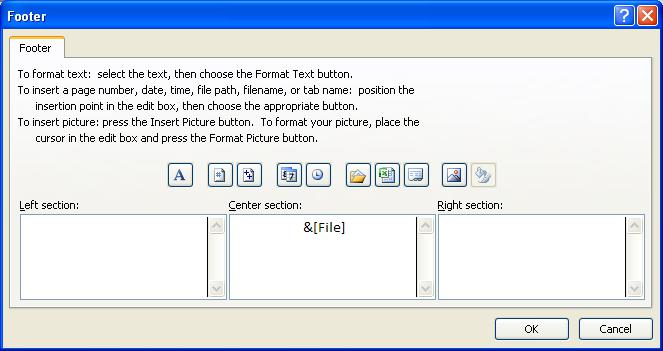 Footer
Footer
To format text:  select the text, then choose the Format Text button.
To insert a page number, date, time, file path, filename, or tab name:  position the
insertion point in the edit box, then choose the appropriate button.
To insert picture: press the Insert Picture button.  To format your picture, place the
cursor in the edit box and press the Format Picture button.
A
Left section:
Center section:
Right section:
&[File]
OK
Cancel